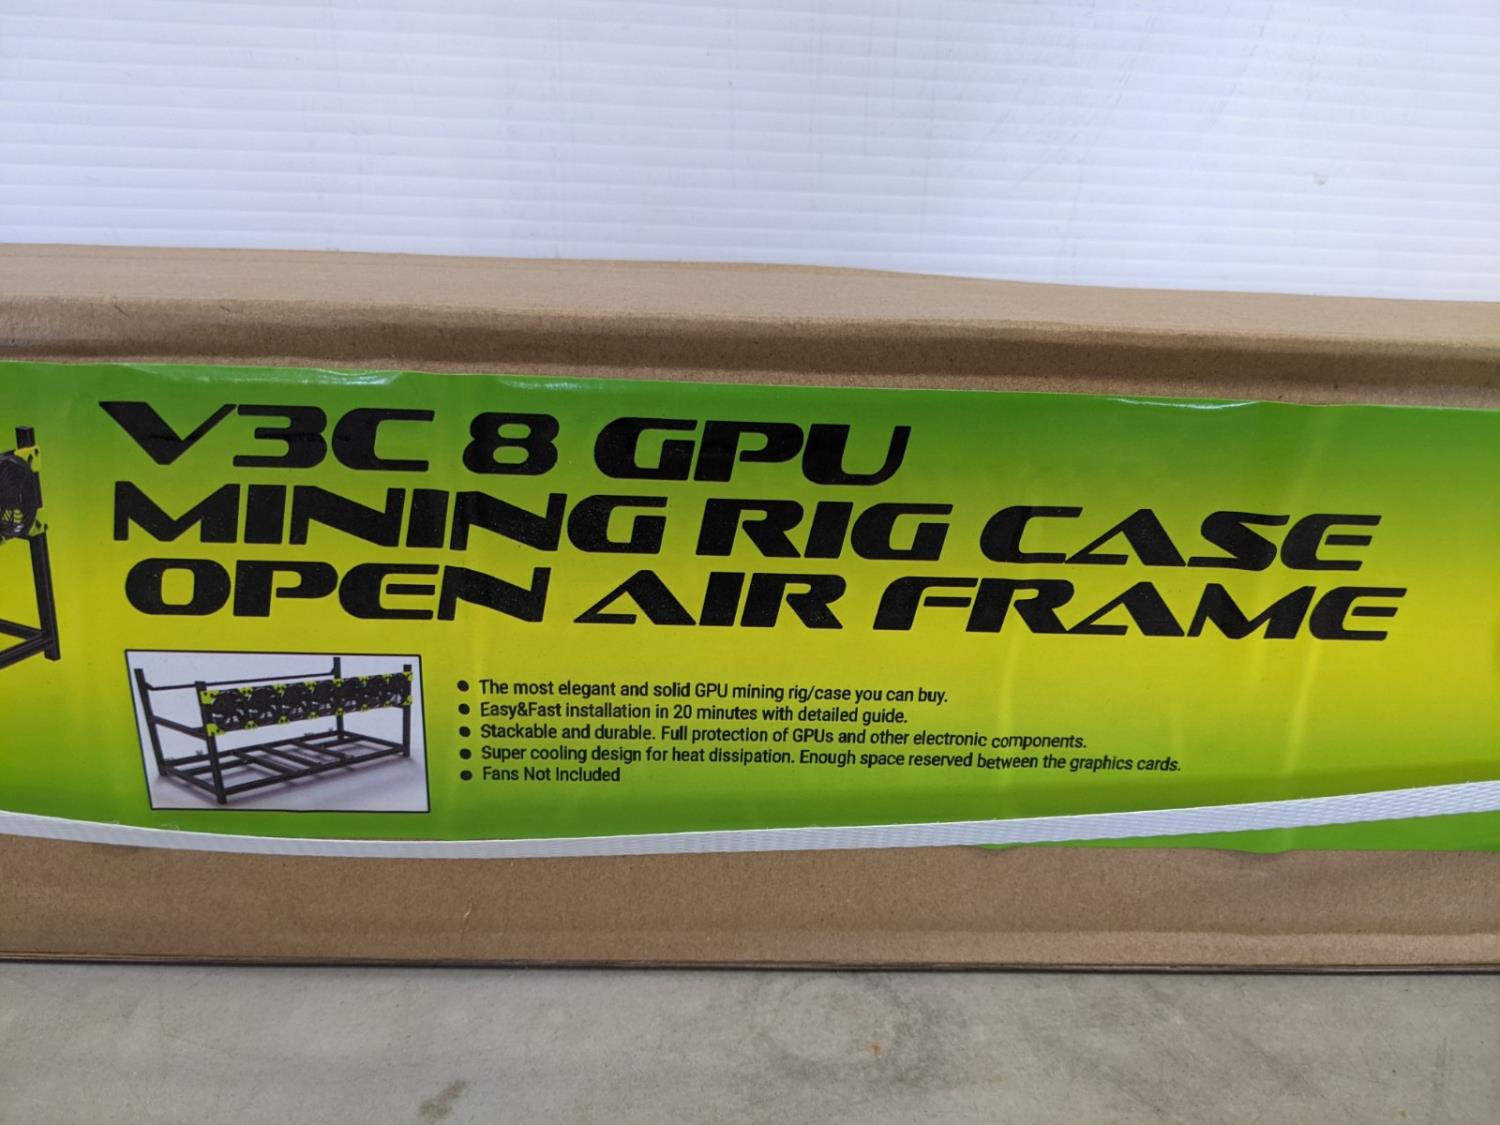 V3C 8 GPU
MINING RIG CASE
OPEN AIR FRAME
• The most elegant and solid GPU mining rig/case you can buy.
• Easy&Fast installation in 20 minutes with detailed guide.
• Stackable and durable. Full protection of GPUs and other electronic components.
• Super cooling design for heat dissipation. Enough space reserved between the graphics cards.
• Fans Not Included